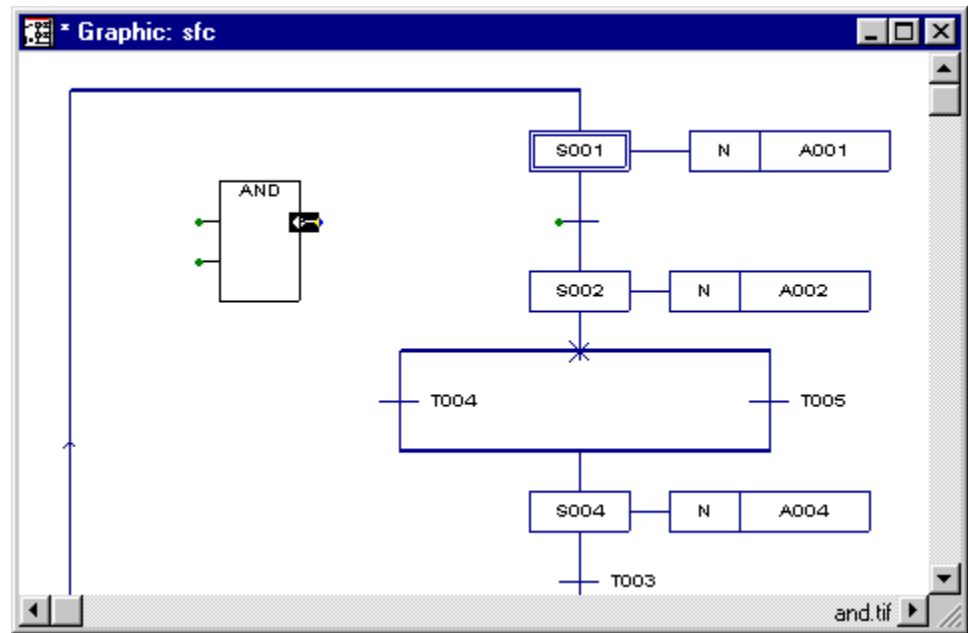 * Graphic: sfc
S001 N A001
AND
S002 N A002
T004 T005
S004 N A004
T003
and.tif